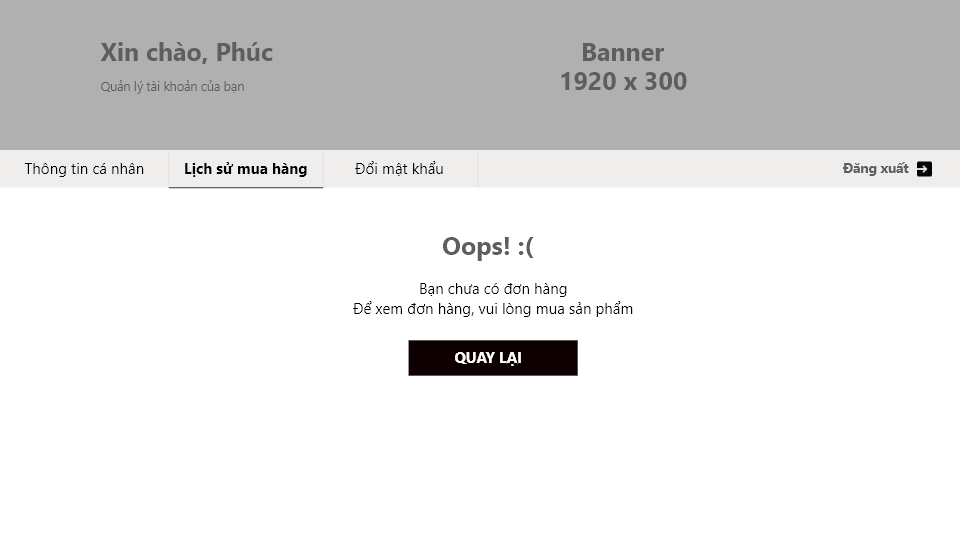 Xin chào, Phúc
Quản lý tài khoản của bạn
Banner
1920 x 300
Thông tin cá nhân
Lịch sử mua hàng
Đổi mật khẩu
Đăng xuất
Oops! :(
Bạn chưa có đơn hàng
Để xem đơn hàng, vui lòng mua sản phẩm
QUAY LẠI